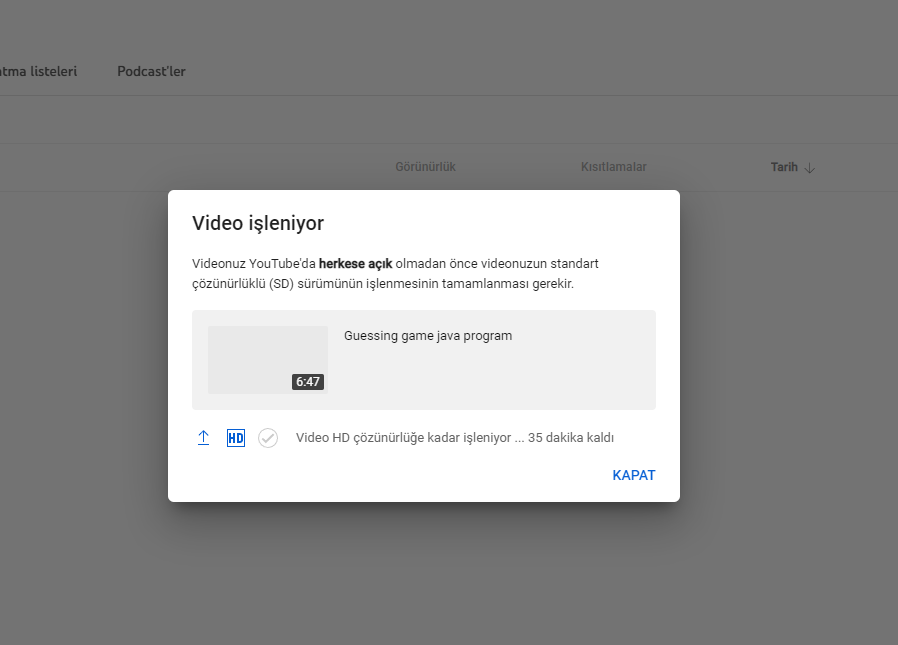 atma listeleri Podcast'ler
Görünürlük Kısıtlamalar Tarih
Video işleniyor
Videonuz YouTube'da herkese açık olmadan önce videonuzun standart
çözünürlüklü (SD) sürümünün işlenmesinin tamamlanması gerekir.
Guessing game java program
6:47
HD Video HD çözünürlüğe kadar işleniyor ... 35 dakika kaldı
KAPAT